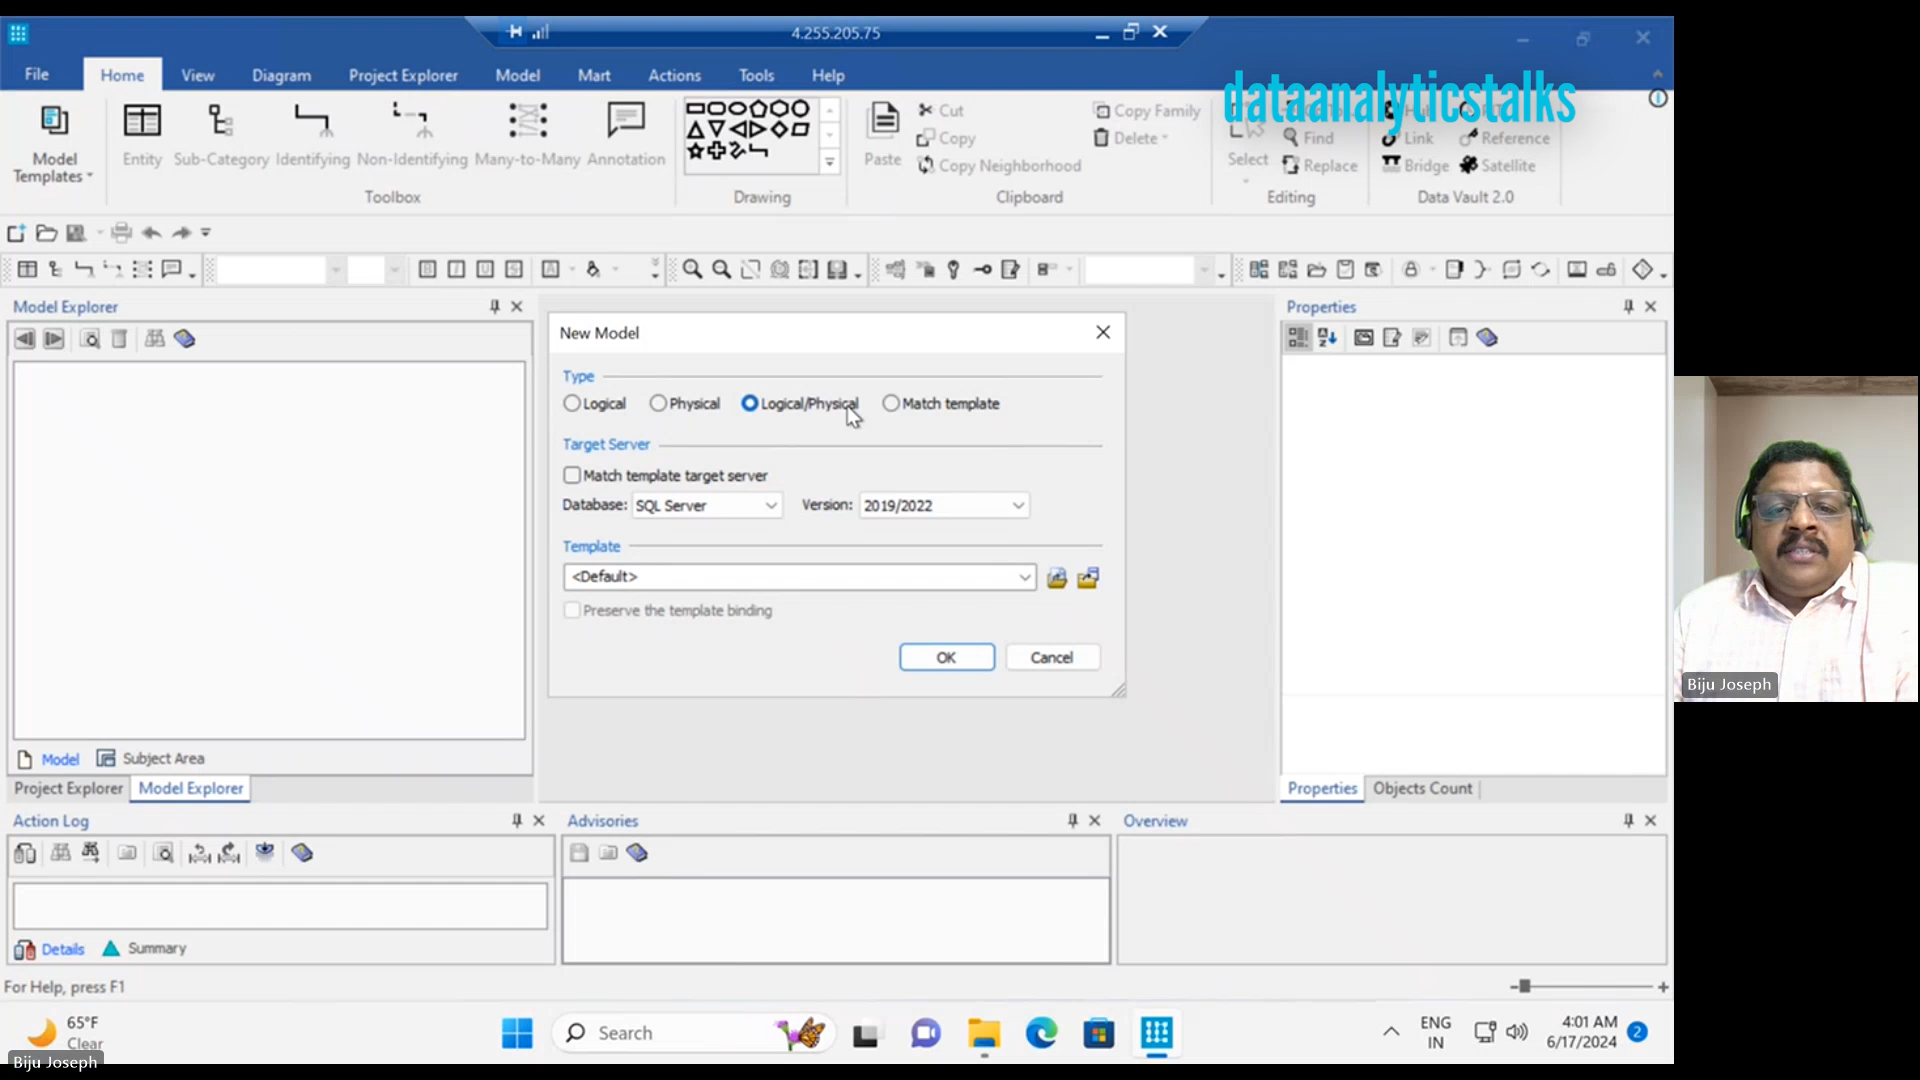 4.255.205.75
File Home View Diagram Project Explorer Model Mart Actions Tools Help
dataanalyticstalks
Model
Templates
Entity Sub-Category Identifying Non-Identifying Many-to-Many Annotation
Toolbox
Drawing
Paste
Cut
Copy
Copy Neighborhood
Copy Family
Delete
Clipboard
Select
Find
Replace
Editing
Link Reference
Bridge Satellite
Data Vault 2.0
Model Explorer
Model Subject Area
Project Explorer Model Explorer
New Model
Type
Logical Physical Logical/Physical Match template
Target Server
Match template target server
Database: SQL Server Version: 2019/2022
Template
<Default>
Preserve the template binding
OK Cancel
Properties
Properties Objects Count
Biju Joseph
Action Log
Details Summary
Advisories
Overview
For Help, press F1
65°F
Clear
Search
ENG
IN
4:01 AM
6/17/2024
2
Biju Joseph